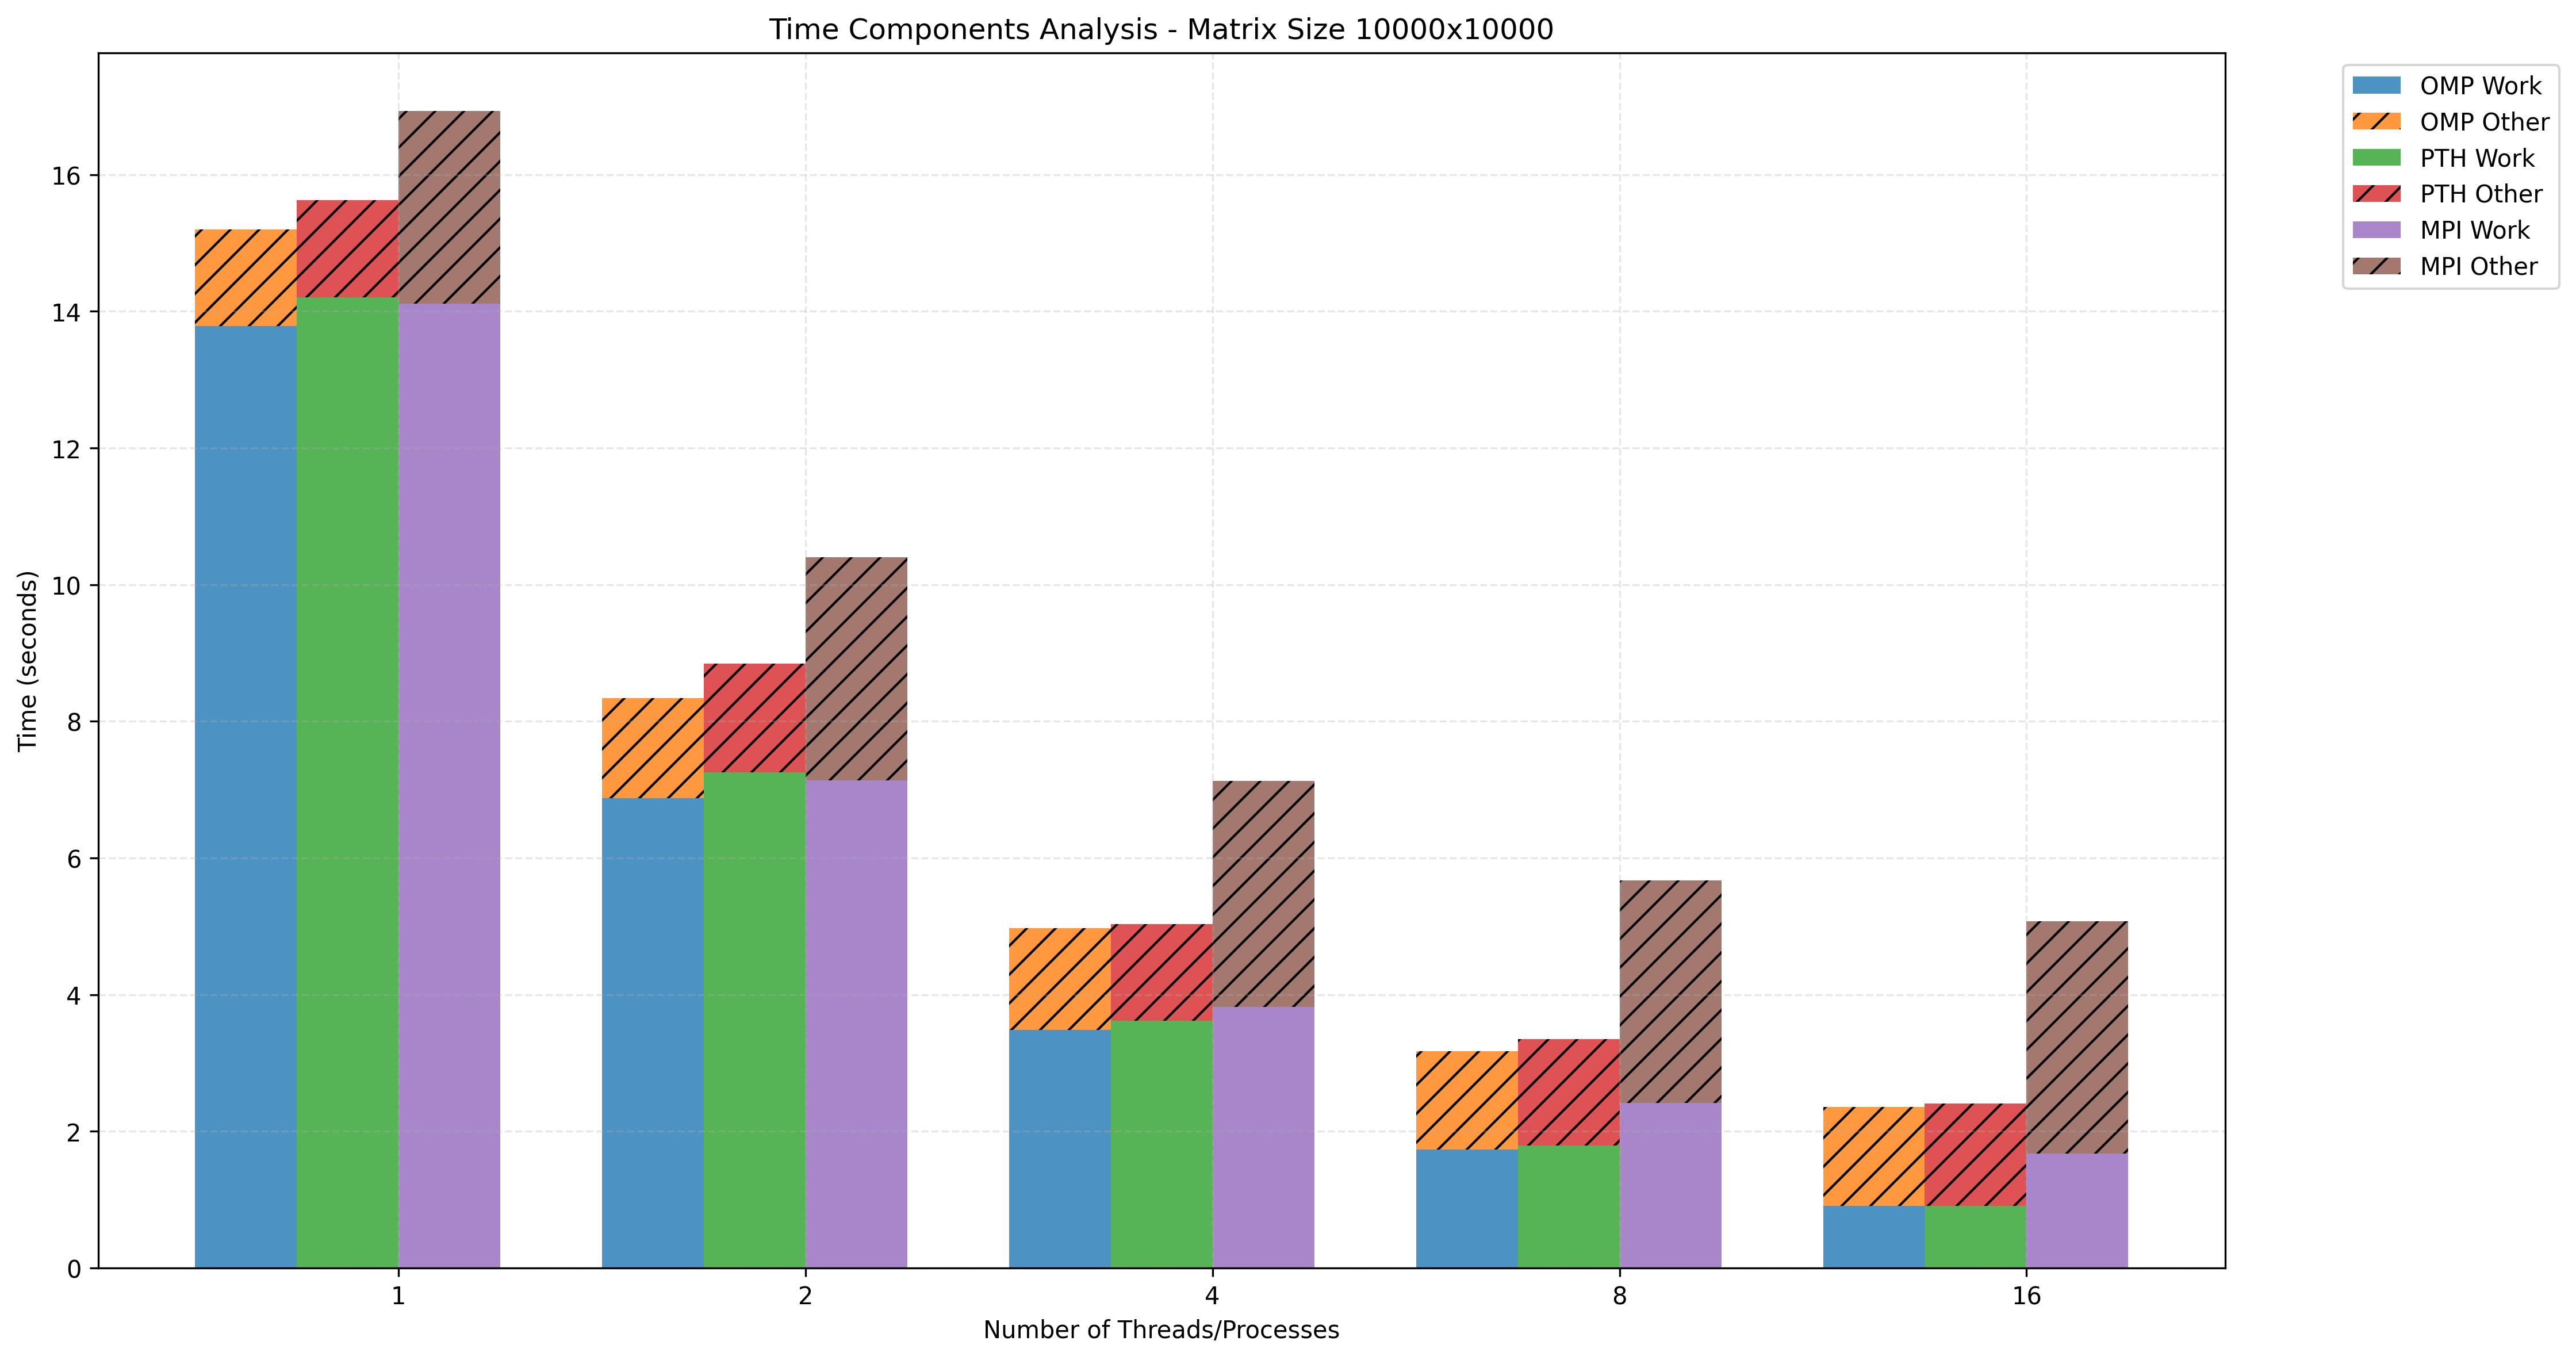 Time Components Analysis - Matrix Size 10000x10000
OMP Work
OMP Other
PTH Work
PTH Other
MPI Work
MPI Other
16
14
12
10
8
6
4
2
0
Time (seconds)
1 2 4 8 16
Number of Threads/Processes